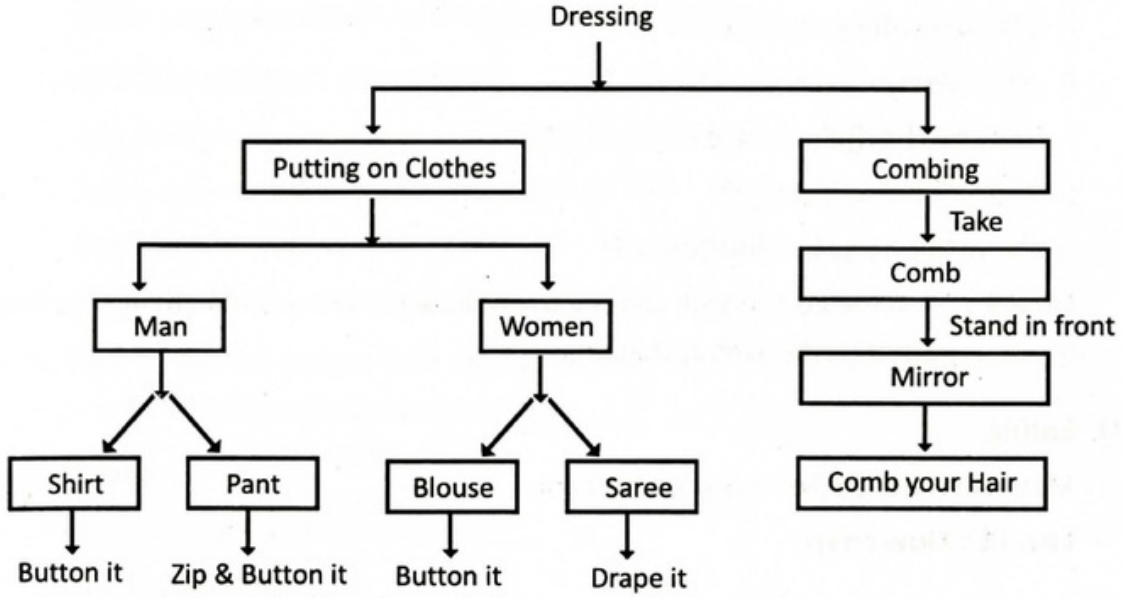 Dressing
Putting on Clothes
Combing
Take
Comb
Stand in front
Man
Women
Mirror
Shirt
Pant
Blouse
Saree
Comb your Hair
Button it
Zip & Button it
Button it
Drape it